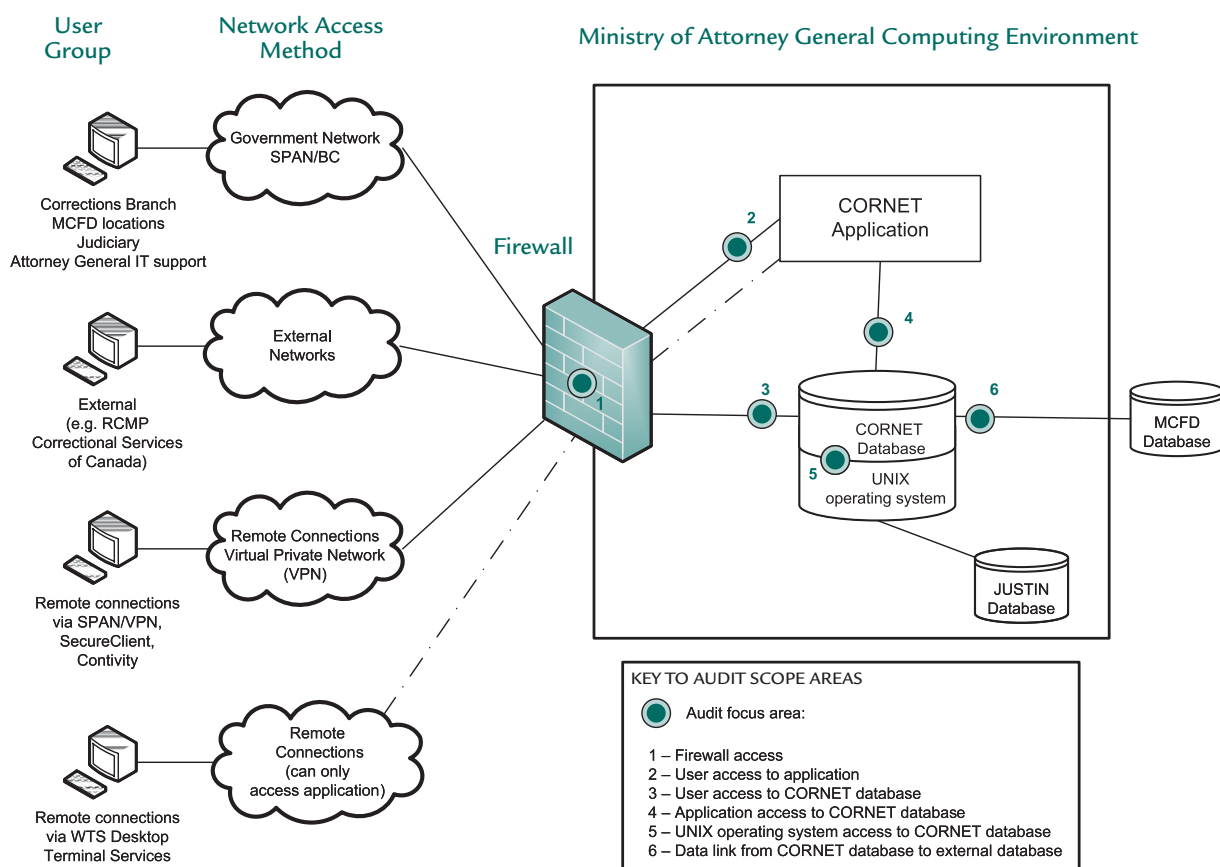 User
Group
Network Access
Method
Ministry of Attorney General Computing Environment
Government Network
SPAN/BC
Corrections Branch
MCFD locations
Judiciary
Attorney General IT support
External
Networks
External
(e.g. RCMP
Correctional Services
of Canada)
Remote Connections
Virtual Private Network
(VPN)
Remote connections
via SPAN/VPN,
SecureClient,
Contivity
Remote
Connections
(can only
access application)
Remote connections
via WTS Desktop
Terminal Services
Firewall
1
2
CORNET
Application
4
3
6
CORNET
Database
5
UNIX
operating system
MCFD
Database
JUSTIN
Database
KEY TO AUDIT SCOPE AREAS
Audit focus area:
1 – Firewall access
2 – User access to application
3 – User access to CORNET database
4 – Application access to CORNET database
5 – UNIX operating system access to CORNET database
6 – Data link from CORNET database to external database